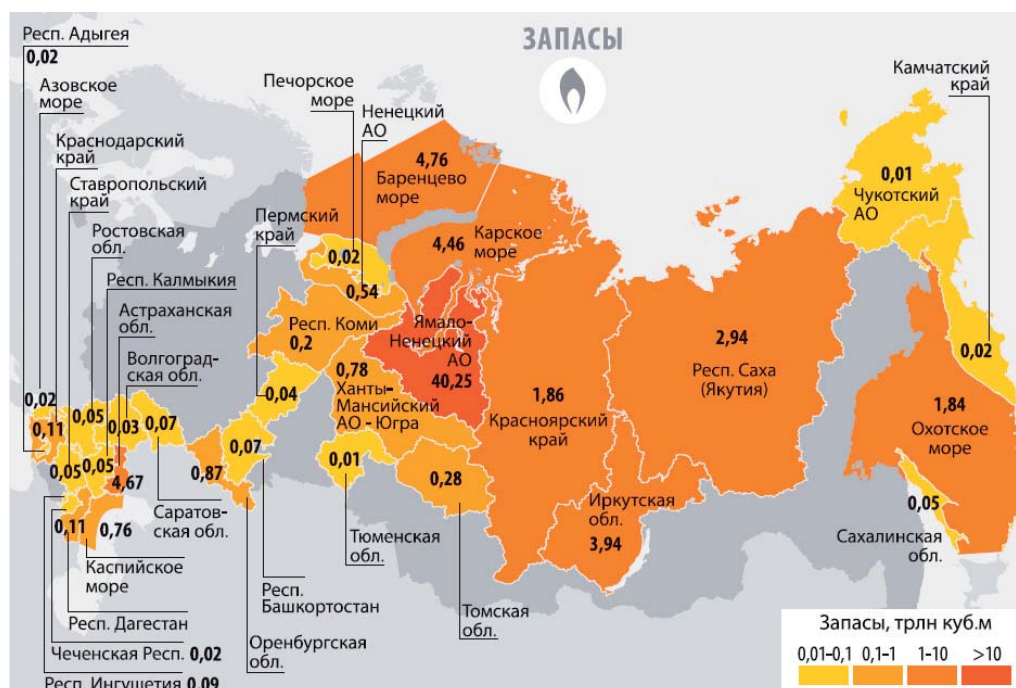 ЗАПАСЫ
Респ. Адыгея
0,02
Азовское
море
Краснодарский
край
Ставропольский
край
Ростовская
обл.
Респ. Калмыкия
Астраханская
обл.
Волгоград-
ская обл.
Печорское
море
Ненецкий
АО
Пермский
край
Камчатский
край
4,76
Баренцево
море
4,46
Карское
море
0,01
Чукотский
АО
0,02
0,54
Респ. Коми
0,2
Ямало-
Ненецкий
АО
40,25
0,78
Ханты-
Мансийский
АО - Югра
0,04
1,86
Красноярский
край
2,94
Респ. Саха
(Якутия)
0,02
1,84
Охотское
море
0,02
0,11
0,05
0,03
0,07
0,05
0,05
4,67
0,87
0,07
0,01
0,28
Иркутская
обл.
3,94
0,05
Сахалинская
обл.
0,11
0,76
Саратов-
ская обл.
Тюменская
обл.
Каспийское
море
Респ.
Башкортостан
Томская
обл.
Респ. Дагестан
Оренбургская
обл.
Чеченская Респ. 0,02
Респ. Ингушетия 0,09
Запасы, трлн куб.м
0,01–0,1 0,1–1 1–10 >10